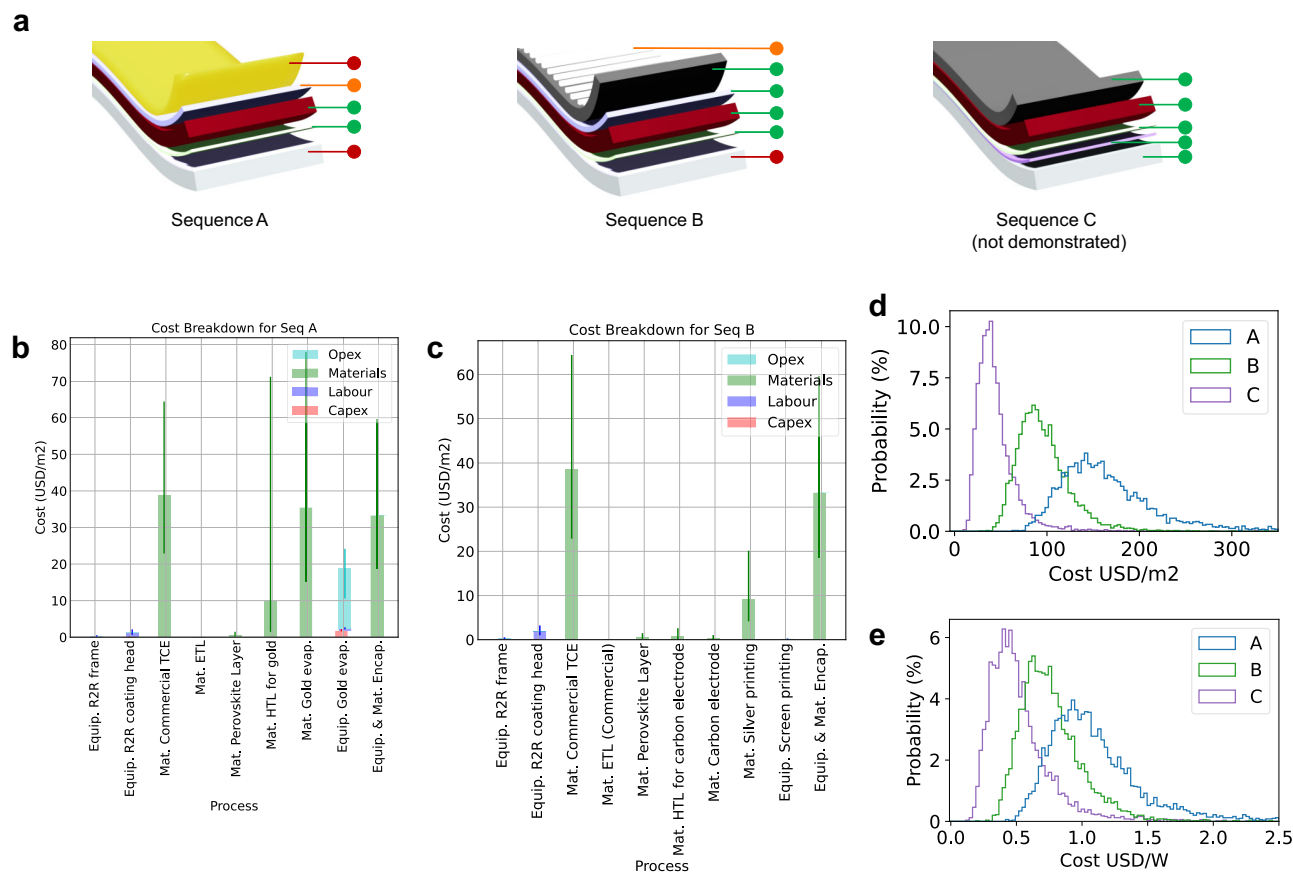 a
Sequence A
Sequence B
Sequence C
(not demonstrated)
b
Cost Breakdown for Seq A
Cost (USD/m2)
80
70
60
50
40
30
20
10
0
Opex
Materials
Labour
Capex
Equip. R2R frame
Equip. R2R coating head
Mat. Commercial TCE
Mat. ETL
Mat. Perovskite Layer
Mat. HTL for gold
Mat. Gold evap.
Equip. Gold evap.
Equip. & Mat. Encap.
Process
c
Cost Breakdown for Seq B
Cost (USD/m2)
60
50
40
30
20
10
0
Opex
Materials
Labour
Capex
Equip. R2R frame
Equip. R2R coating head
Mat. Commercial TCE
Mat. ETL (Commercial)
Mat. Perovskite Layer
Mat. HTL for carbon electrode
Mat. Carbon electrode
Mat. Silver printing
Equip. Screen printing
Equip. & Mat. Encap.
Process
d
Probability (%)
10.0
7.5
5.0
2.5
0.0
A
B
C
0
100
200
300
Cost USD/m2
e
Probability (%)
6
4
2
0
A
B
C
0.0
0.5
1.0
1.5
2.0
2.5
Cost USD/W